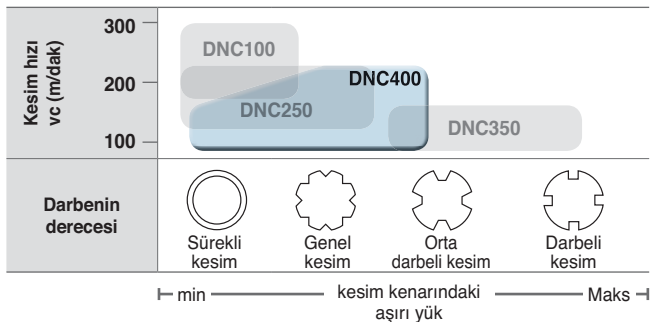 Kesim hızı
vc (m/dak)
300
200
100
DNC100
DNC400
DNC250
DNC350
Darbenin
derecesi
Sürekli
kesim
Genel
kesim
Orta
darbeli kesim
Darbeli
kesim
min
kesim kenarındaki
aşırı yük
Maks